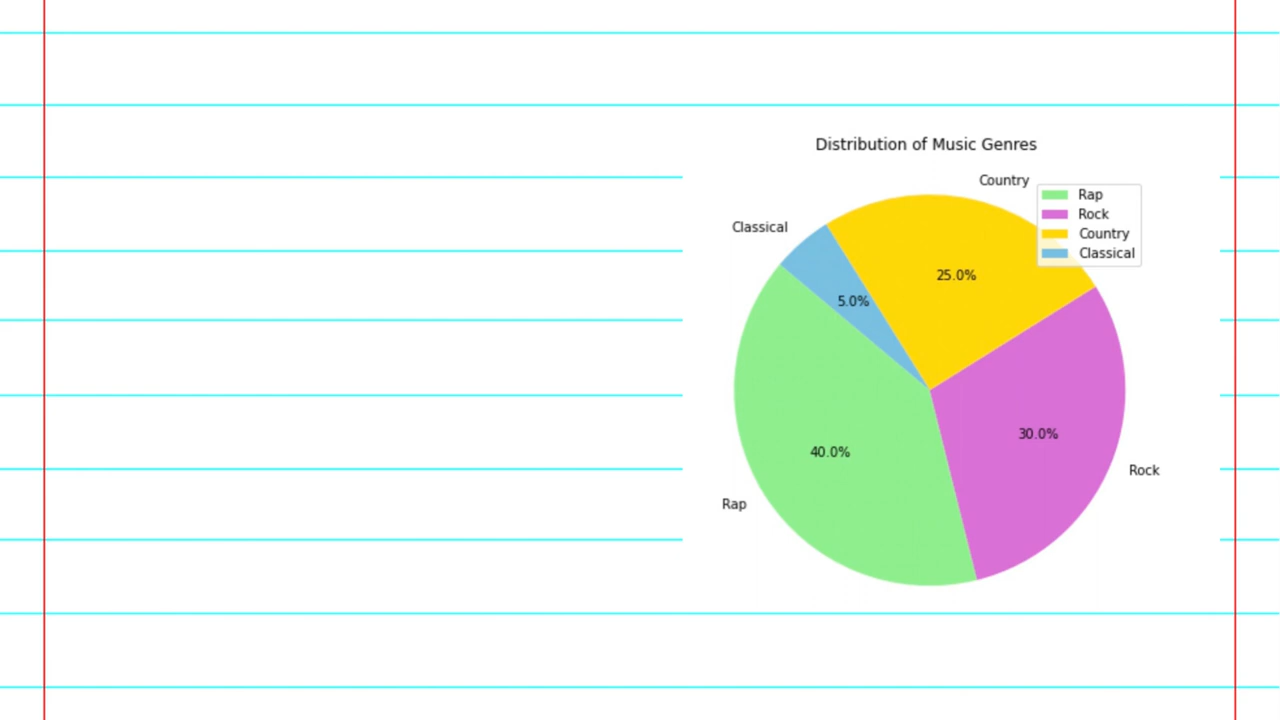 Distribution of Music Genres
Country
Rap
Rock
Country
Classical
Classical
25.0%
5.0%
30.0%
40.0%
Rock
Rap